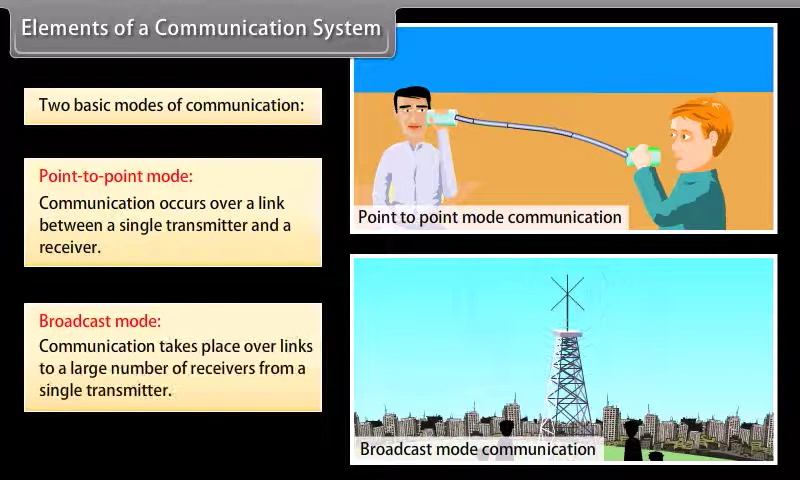 Elements of a Communication System
Two basic modes of communication:
Point-to-point mode:
Communication occurs over a link
between a single transmitter and a
receiver.
Point to point mode communication
Broadcast mode:
Communication takes place over links
to a large number of receivers from a
single transmitter.
Broadcast mode communication